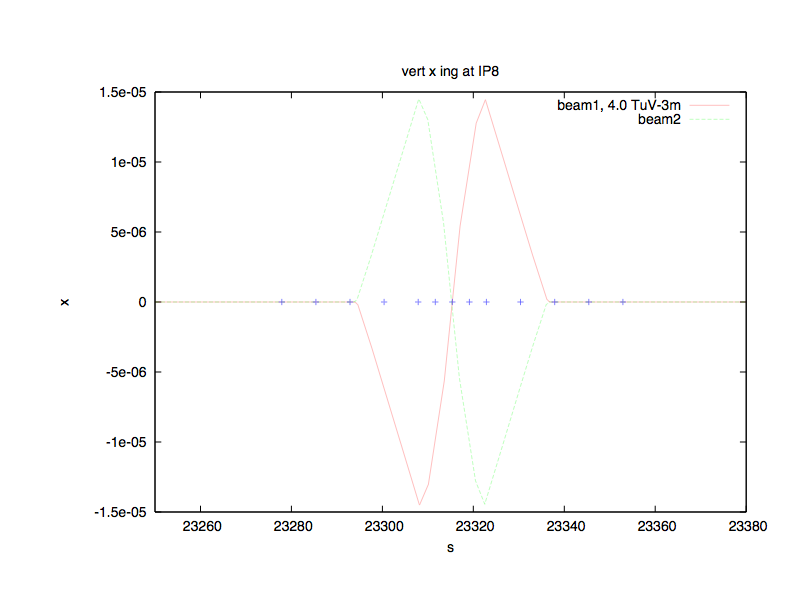 vert x ing at IP8
1.5e-05
beam1, 4.0 TuV-3m
beam2
1e-05
5e-06
x
0
-5e-06
-1e-05
-1.5e-05
23260 23280 23300 23320 23340 23360 23380
s